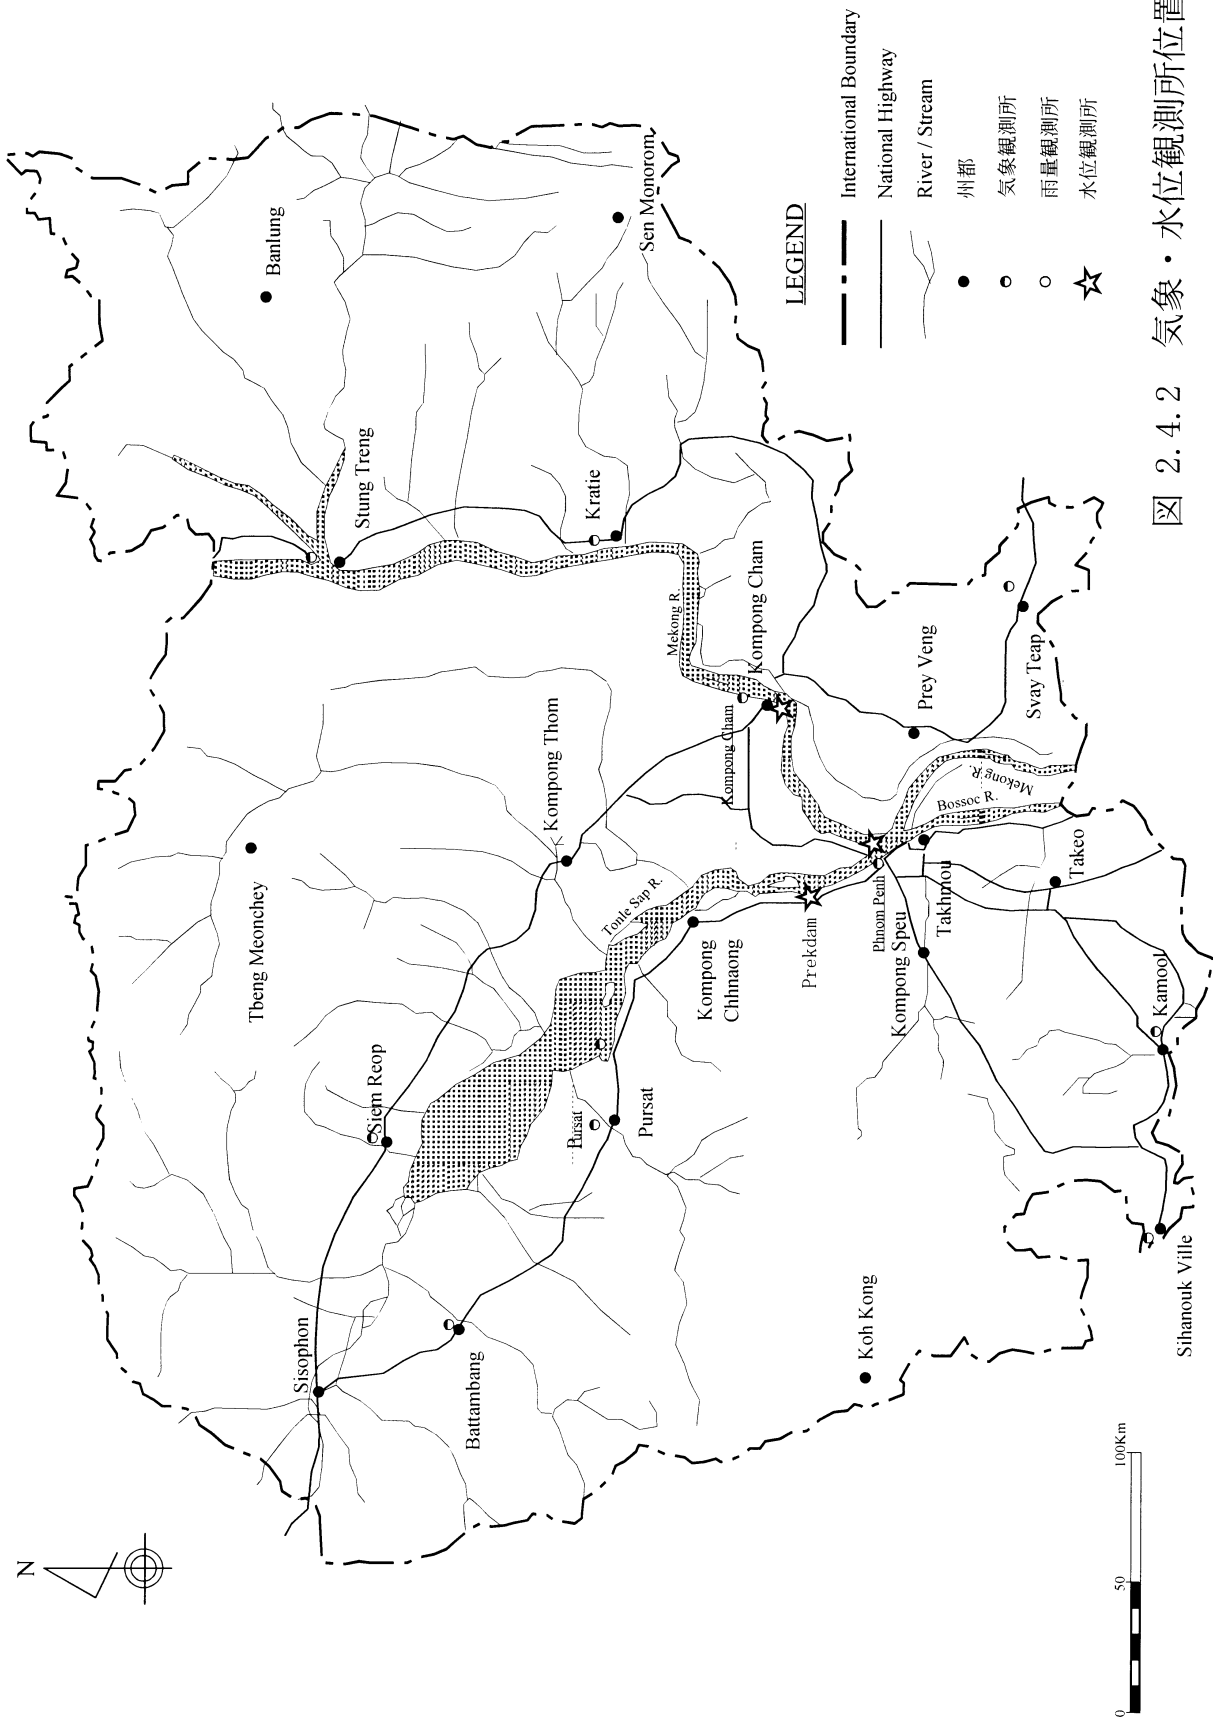 N
Banlung
Sen Monorom
Stung Treng
Kratie
Mekong R.
Kompong Cham
Kompong Cham
Kompong Thom
Prey Veng
Svay Teap
Mekong R.
Bossoc R.
Tbeng Meonchey
Tonle Sap R.
Kompong
Chhnaong
Prekdam
Phnom Penh
Takhmou
Takeo
Kompong Speu
Kamool
Siem Reop
Pursat
Pursat
Sisophon
Battambang
Koh Kong
Sihanouk Ville
LEGEND
International Boundary
National Highway
River / Stream
州都
気象観測所
雨量観測所
水位観測所
0 50 100Km
図 2.4.2 気象・水位観測所位置